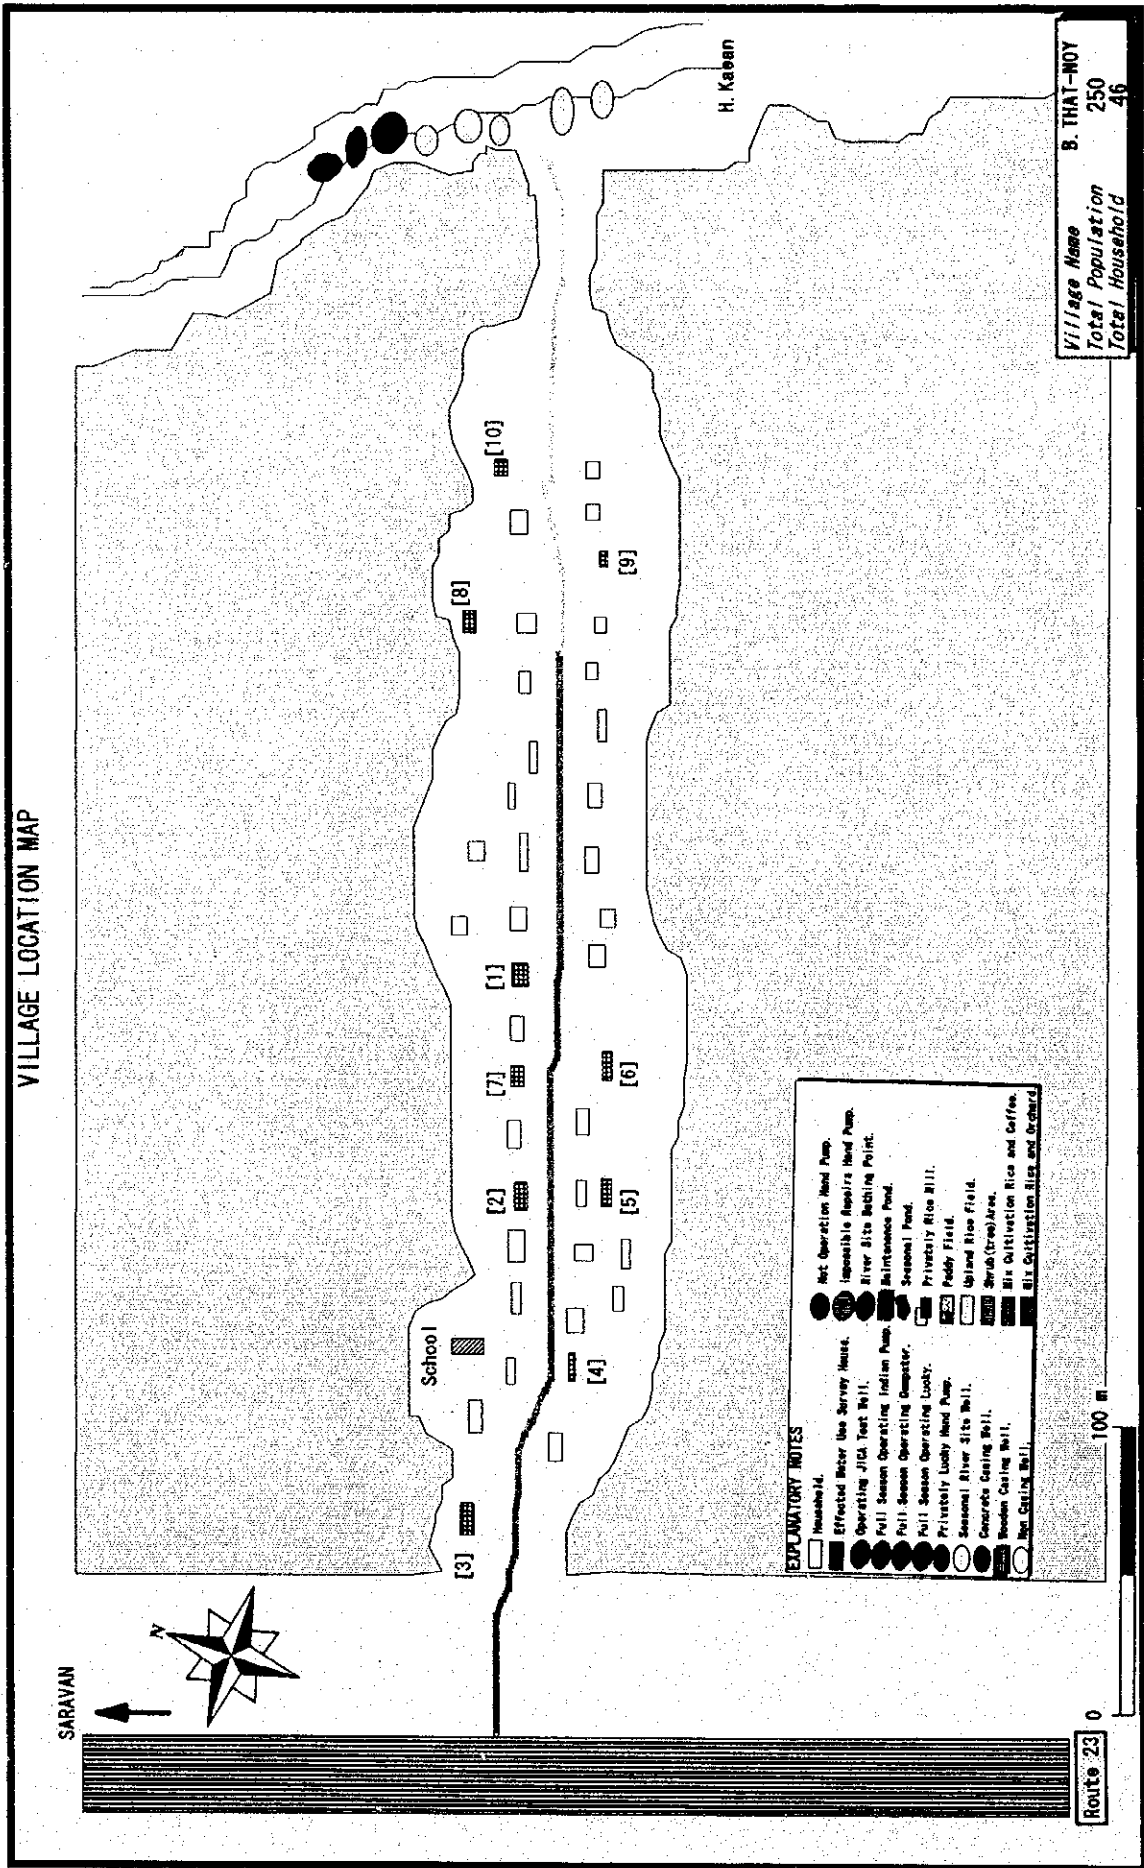 VILLAGE LOCATION MAP
SARAVAN
N
Route 23
School
[3]
[2]
[7]
[1]
[8]
[10]
[4]
[5]
[6]
[9]
H. Kaean
EXPLANATORY NOTES
Household.
Effected Water Use Survey House.
Operating JICA Test Well.
Full Season Operating Indian Pump.
Full Season Operating Dempster.
Full Season Operating Lucky.
Privately Lucky Hand Pump.
Seasonal River Site Well.
Concrete Casing Well.
Wooden Casing Well.
Non Casing Well.
Not Operation Hand Pump.
Impossible Repairs Hand Pump.
River Site Bathing Point.
Maintenance Pond.
Seasonal Pond.
Privately Rice Mill.
Paddy Field.
Upland Rice Field.
Shrub(tree)Area.
Mix Cultivation Rice and Coffee.
Mix Cultivation Rice and Orchard
0
100 m
Village Name B. THAT-NOY
Total Population 250
Total Household 46